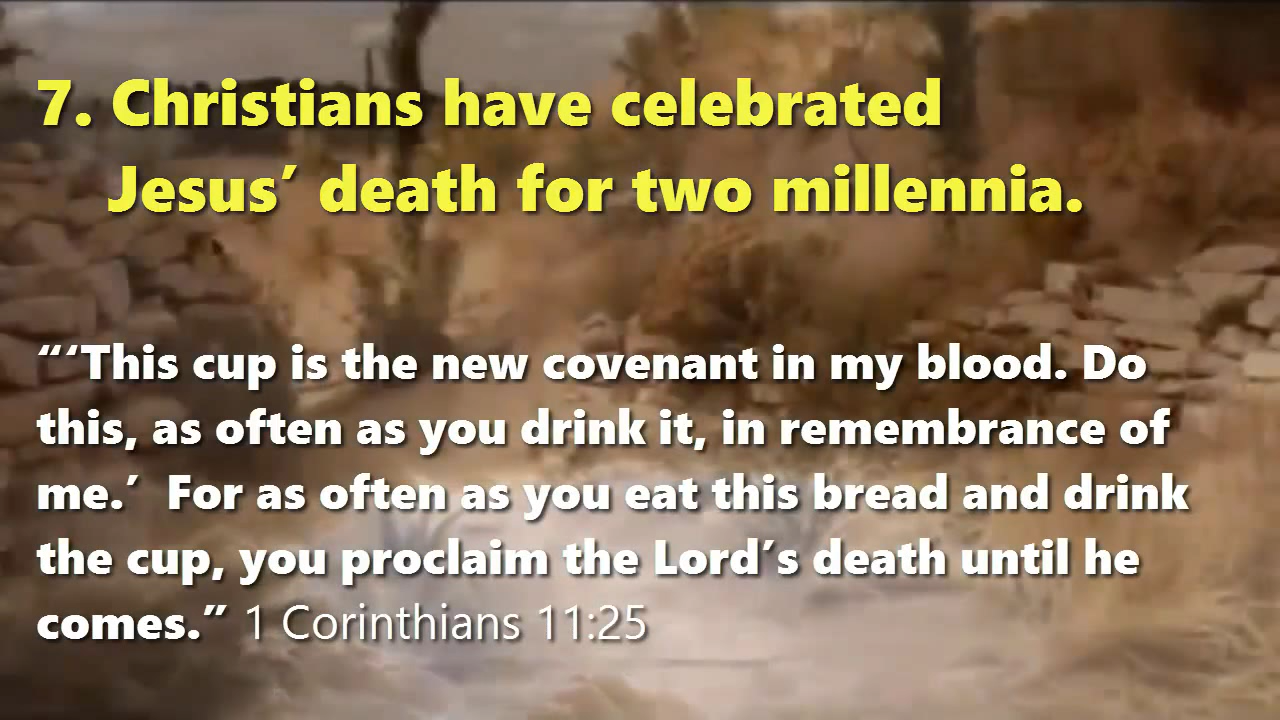 7. Christians have celebrated
Jesus’ death for two millennia.
“‘This cup is the new covenant in my blood. Do
this, as often as you drink it, in remembrance of
me.’ For as often as you eat this bread and drink
the cup, you proclaim the Lord’s death until he
comes.” 1 Corinthians 11:25